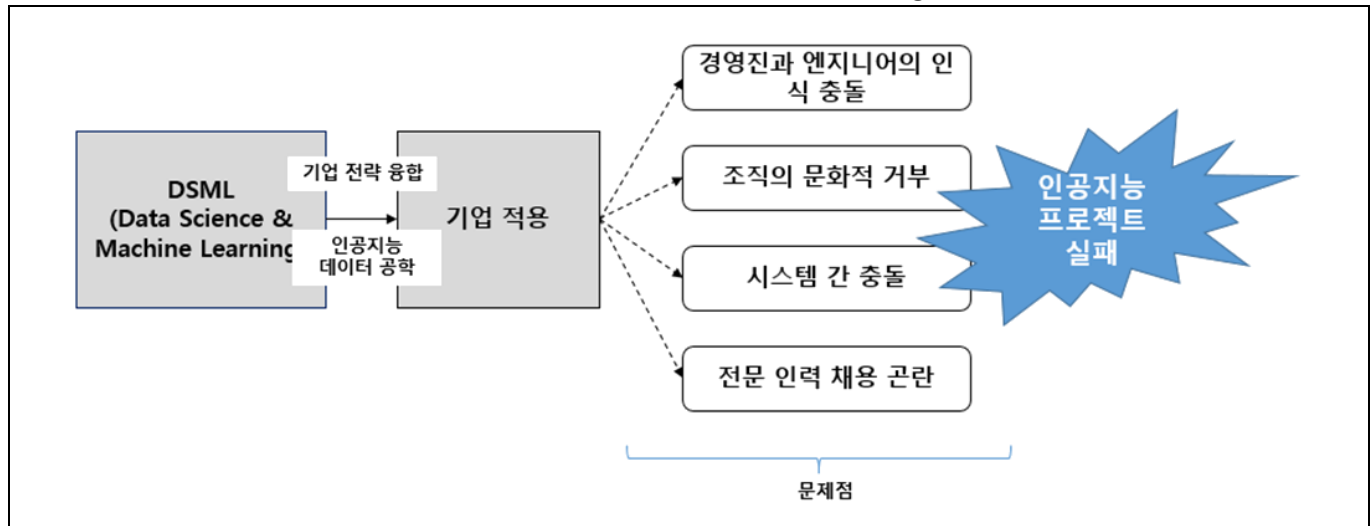 DSML
(Data Science &
Machine Learning
기업 전략 융합
인공지능
데이터 공학
기업 적용
경영진과 엔지니어의 인
식 충돌
조직의 문화적 거부
시스템 간 충돌
전문 인력 채용 곤란
인공지능
프로젝트
실패
문제점